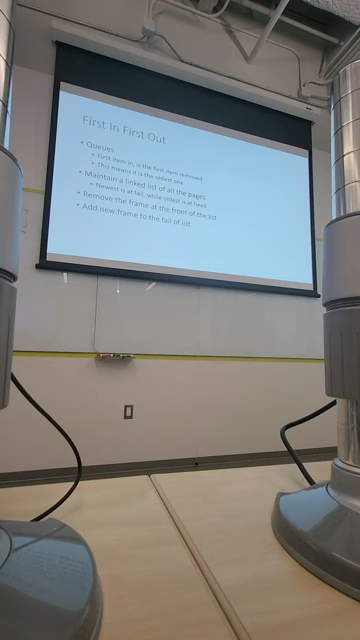 First In First Out
• Queues
• First item in, is the first item removed
• This means it is the oldest one
• Maintain a linked list of all the pages
• Newest is at tail, while oldest is at head
• Remove the frame at the front of the list
• Add new frame to the tail of list